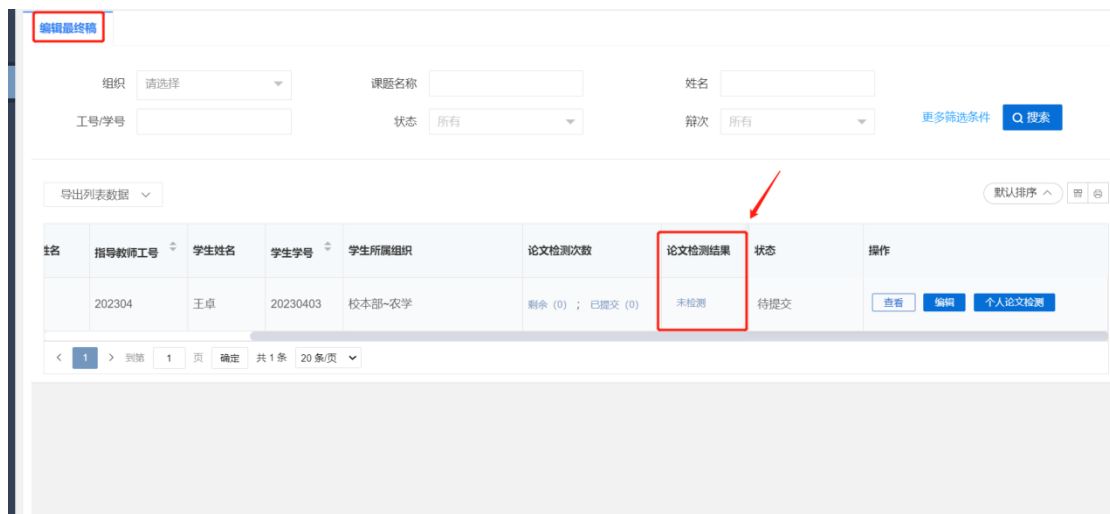 编辑最终稿
组织 请选择 课题名称 姓名
工号/学号 状态 所有 辩次 所有 更多筛选条件 搜索
导出列表数据 默认排序
姓名 指导教师工号 学生姓名 学生学号 学生所属组织 论文检测次数 论文检测结果 状态 操作
202304 王卓 20230403 校本部~农学 剩余 (0) ; 已提交 (0) 未检测 待提交 查看 编辑 个人论文检测
1 到第 1 页 确定 共 1 条 20 条/页